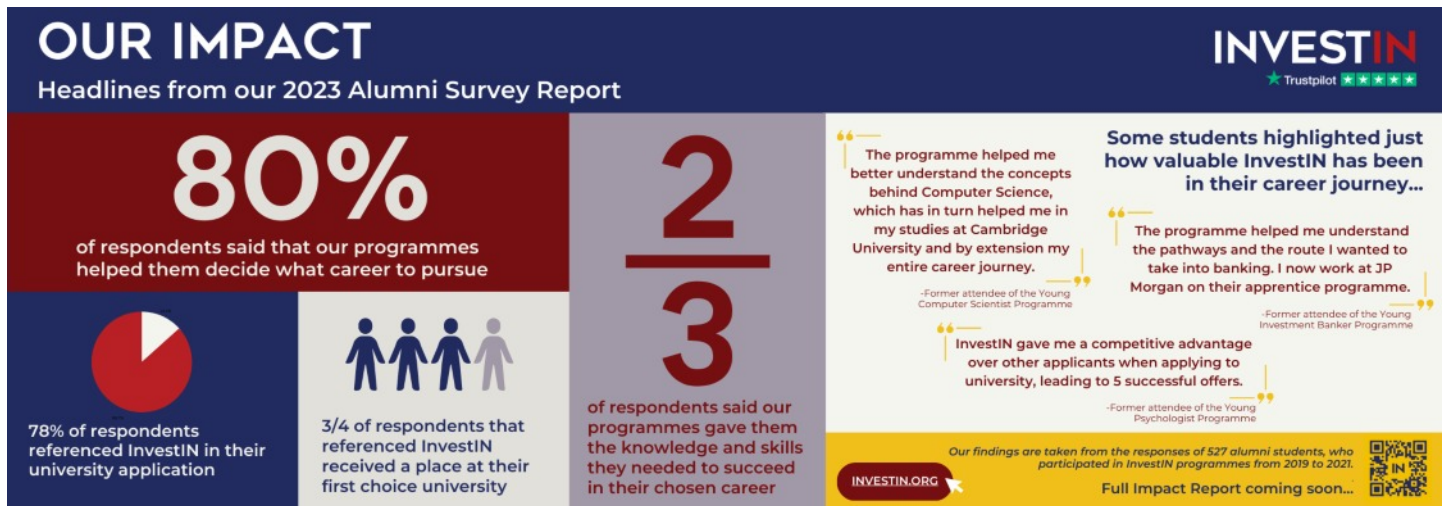 OUR IMPACT
Headlines from our 2023 Alumni Survey Report
INVESTIN
Trustpilot
80%
of respondents said that our programmes
helped them decide what career to pursue
78% of respondents
referenced InvestIN in their
university application
3/4 of respondents that
referenced InvestIN
received a place at their
first choice university
2
3
of respondents said our
programmes gave them
the knowledge and skills
they needed to succeed
in their chosen career
Some students highlighted just
how valuable InvestIN has been
in their career journey...
The programme helped me
better understand the concepts
behind Computer Science,
which has in turn helped me in
my studies at Cambridge
University and by extension my
entire career journey.
-Former attendee of the Young
Computer Scientist Programme
The programme helped me understand
the pathways and the route I wanted to
take into banking. I now work at JP
Morgan on their apprentice programme.
-Former attendee of the Young
Investment Banker Programme
InvestIN gave me a competitive advantage
over other applicants when applying to
university, leading to 5 successful offers.
-Former attendee of the Young
Psychologist Programme
Our findings are taken from the responses of 527 alumni students, who
participated in InvestIN programmes from 2019 to 2021.
INVESTIN.ORG
Full Impact Report coming soon...
IN